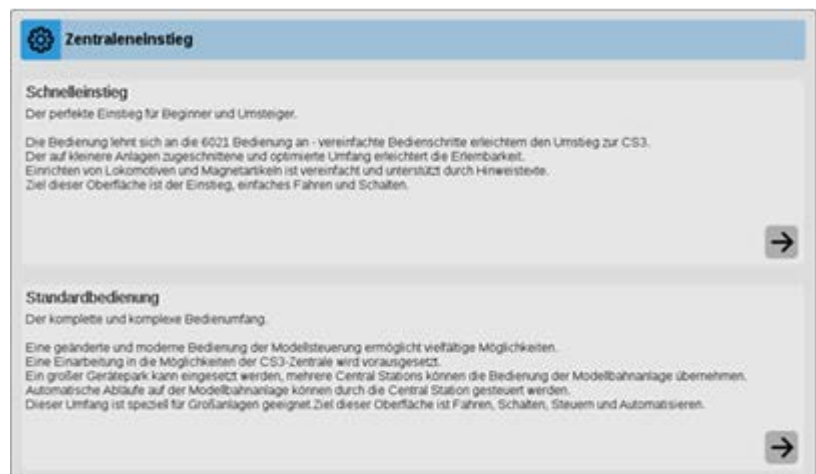 Zentraleneinstieg
Schnelleinstieg
Der perfekte Einstieg für Beginner und Umsteiger.
Die Bedienung lehnt sich an die 6021 Bedienung an - vereinfachte Bedienschritte erleichtern den Umstieg zur CS3.
Der auf kleinere Anlagen zugeschnittene und optimierte Umfang erleichtert die Erlernbarkeit.
Einrichten von Lokomotiven und Magnetartikeln ist vereinfacht und unterstützt durch Hinweistexte.
Ziel dieser Oberfläche ist der Einstieg, einfaches Fahren und Schalten.
Standardbedienung
Der komplette und komplexe Bedienumfang.
Eine geänderte und moderne Bedienung der Modellsteuerung ermöglicht vielfältige Möglichkeiten.
Eine Einarbeitung in die Möglichkeiten der CS3-Zentrale wird vorausgesetzt.
Ein großer Gerätepark kann eingesetzt werden, mehrere Central Stations können die Bedienung der Modellbahnanlage übernehmen.
Automatische Abläufe auf der Modellbahnanlage können durch die Central Station gesteuert werden.
Dieser Umfang ist speziell für Großanlagen geeignet.Ziel dieser Oberfläche ist Fahren, Schalten, Steuern und Automatisieren.